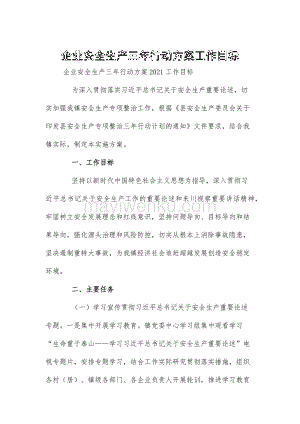 企业安全生产三年行动方案工作目标
企业安全生产三年行动方案2021工作目标
为深入贯彻落实习近平总书记关于安全生产重要论述，切
实加强我镇安全生产专项整治工作，根据《县安全生产委员会关于
印发县安全生产专项整治三年行动计划的通知》文件要求，结合我
镇实际，制定本实施方案。
一、工作目标
坚持以新时代中国特色社会主义思想为指导，深入贯彻习
近平总书记关于安全生产工作的重要论述和来川视察重要讲话精神，
牢固树立安全发展理念和红线意识，坚持问题导向、目标导向和结
果导向，强化源头治理和风险防控，切实从根本上消除事故隐患，
坚决遏制重特大事故，为我镇经济社会在超越发展创造安全稳定
环境。
二、主要任务
（一）学习宣传贯彻习近平总书记关于安全生产重要论述
专题。一是集中开展学习教育。镇党委中心学习组集中观看学习
“生命重于泰山——学习习近平总书记关于安全生产重要论述”电
视专题片，安排专题学习，结合工作实际研究贯彻落实措施，组织
各村（居）、镇级各部门、各企业负责人开展轮训，推进学习教育
mayiwenku.com